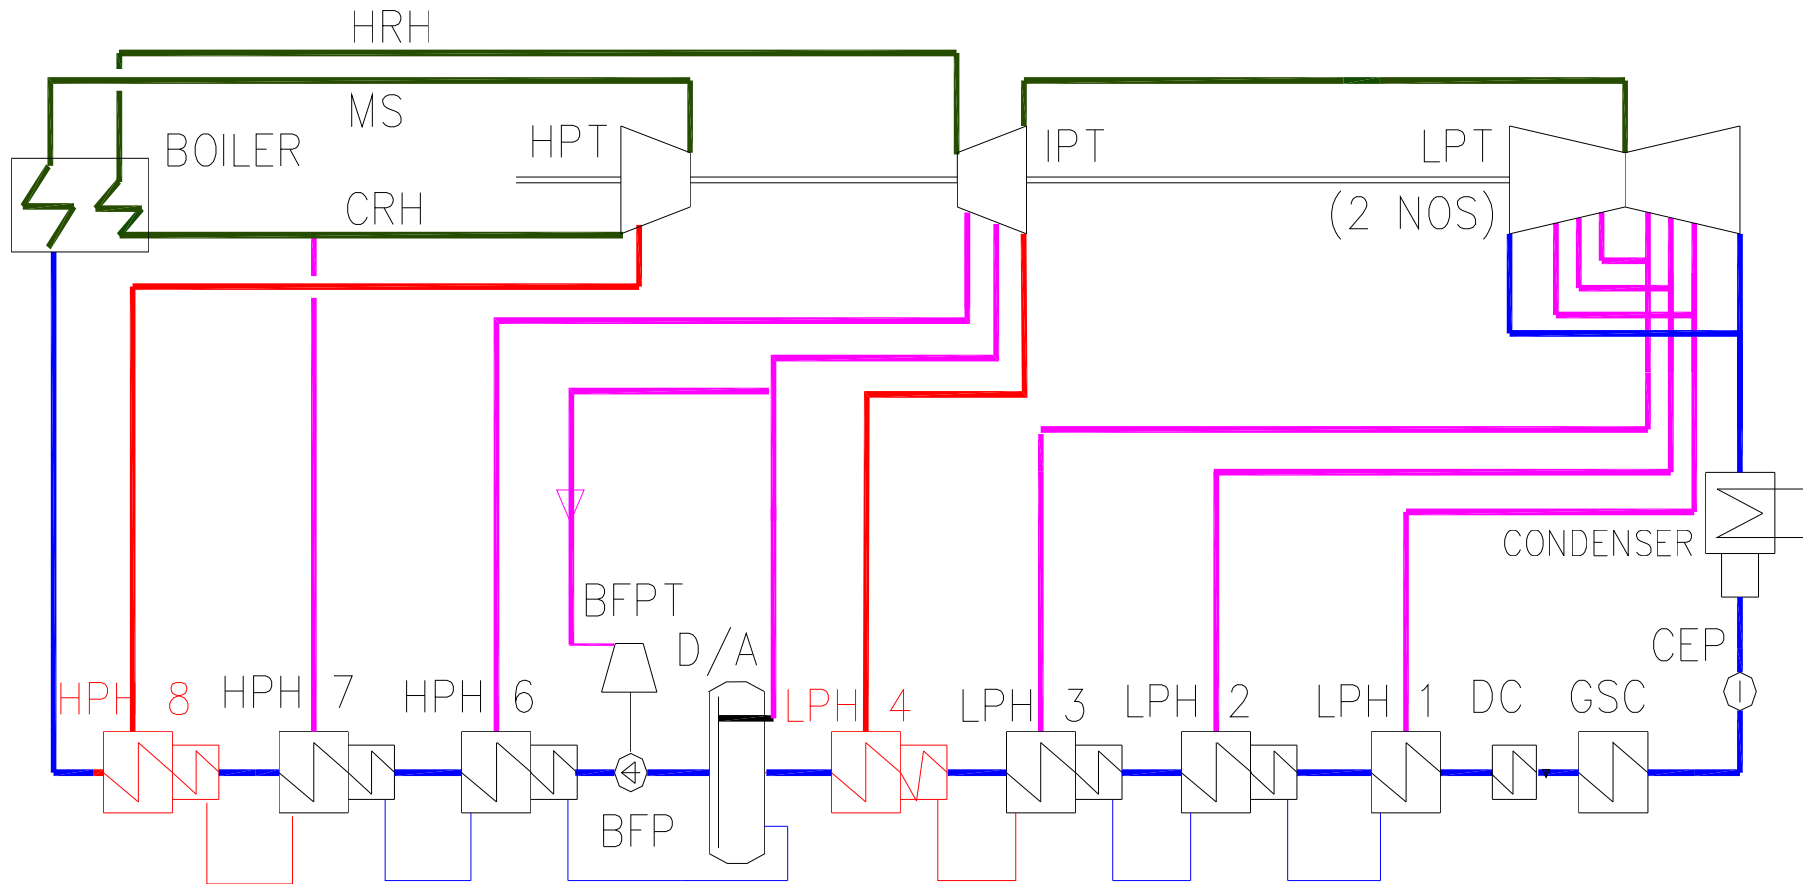 HRH
MS
BOILER
HPT
IPT
LPT
(2 NOS)
CRH
CONDENSER
BFPT
D/A
CEP
HPH 8
HPH 7
HPH 6
LPH 4
LPH 3
LPH 2
LPH 1
DC
GSC
BFP